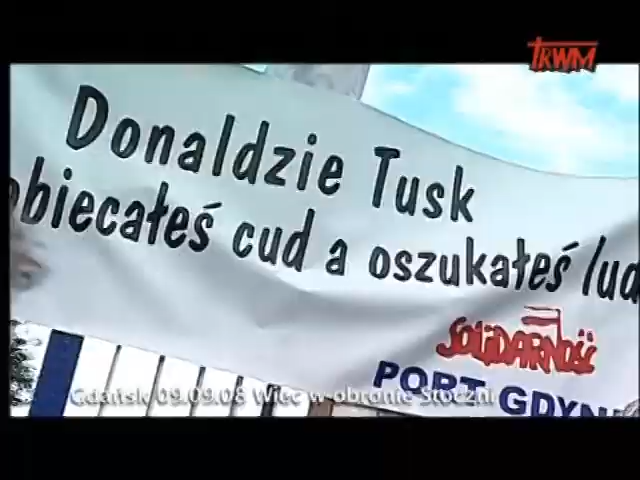 TRWM
Donaldzie Tusk
obiecałeś cud a oszukałeś lud
SOLIDARNOŚĆ
PORT GDYN
Gdańsk 09.09.08 Wiec w obronie Stoczni